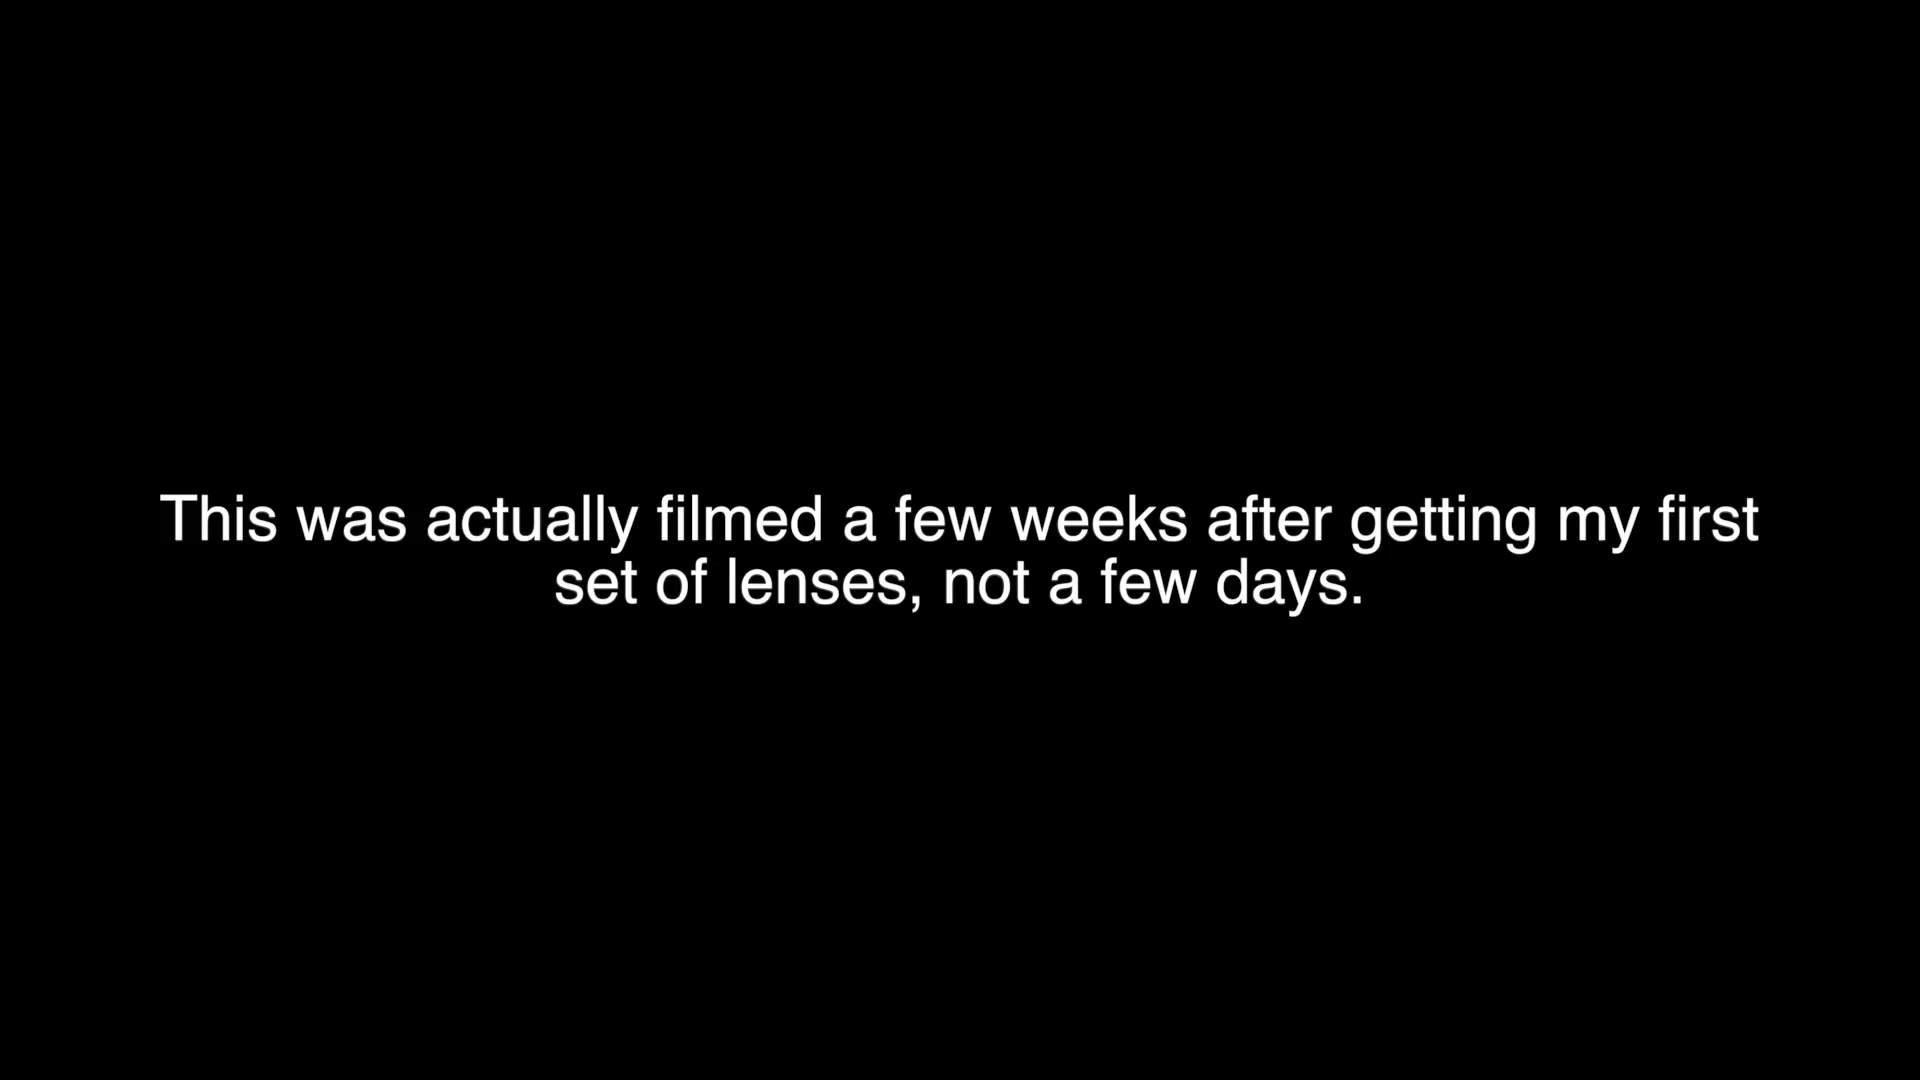 This was actually filmed a few weeks after getting my first
set of lenses, not a few days.